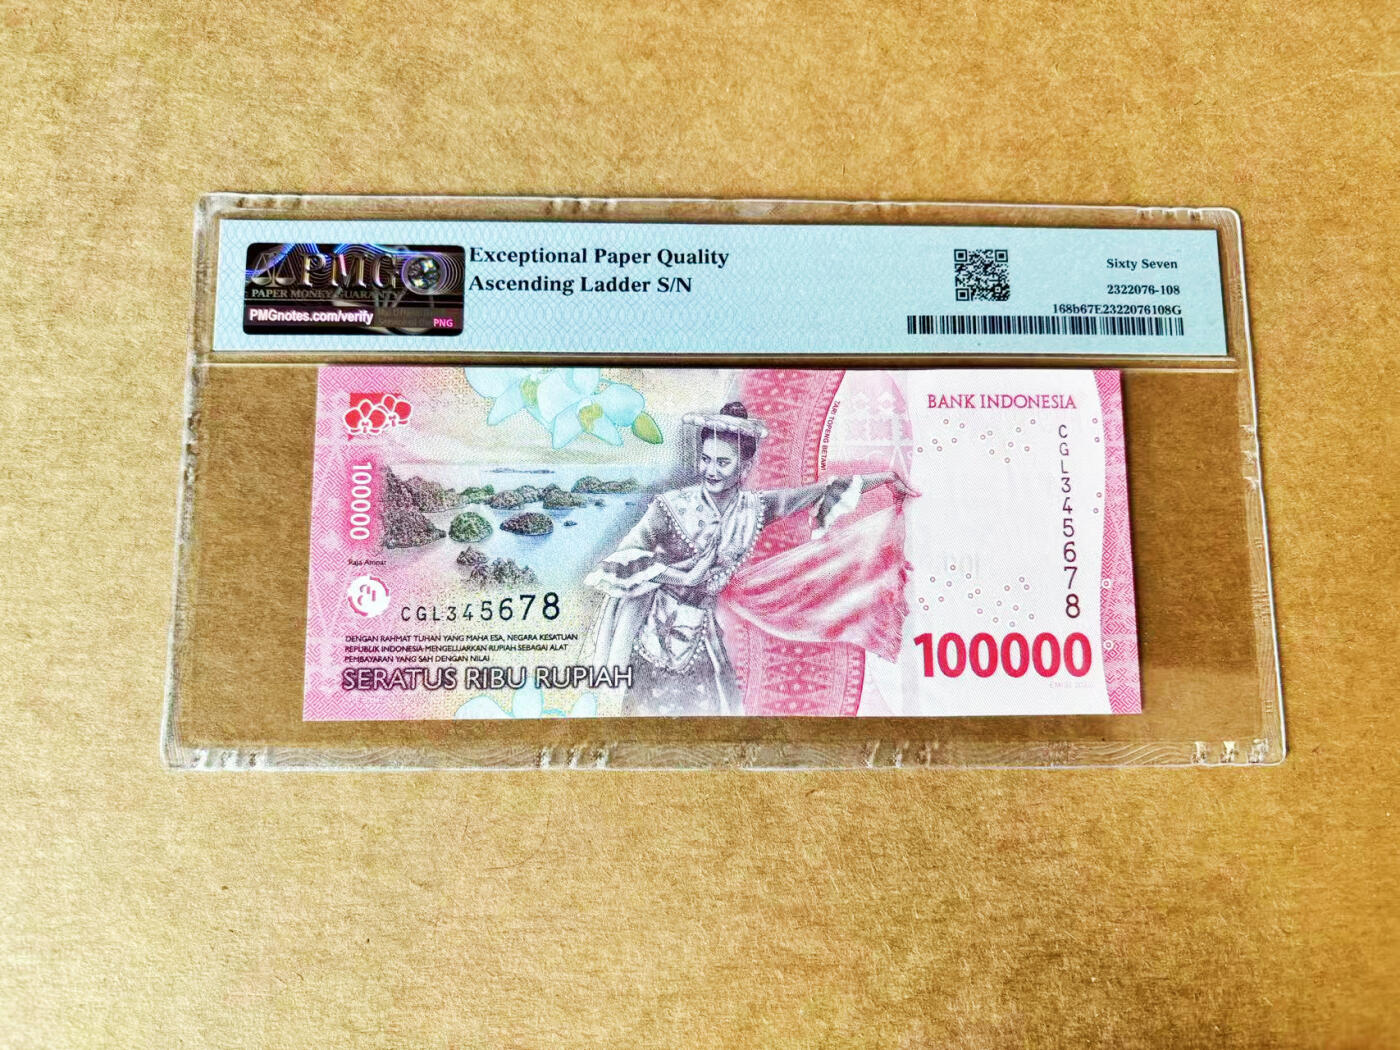 PMG
PAPER MONEY GUARANTY
PMGnotes.com/verify
PNG
Exceptional Paper Quality
Ascending Ladder S/N
Sixty Seven
2322076-108
168b67E2322076108G
BANK INDONESIA
CGL345678
TARI TOPENG BETAWI
100000
Raja Ampat
CGL345678
DENGAN RAHMAT TUHAN YANG MAHA ESA, NEGARA KESATUAN
REPUBLIK INDONESIA MENGELUARKAN RUPIAH SEBAGAI ALAT
PEMBAYARAN YANG SAH DENGAN NILAI
SERATUS RIBU RUPIAH
100000